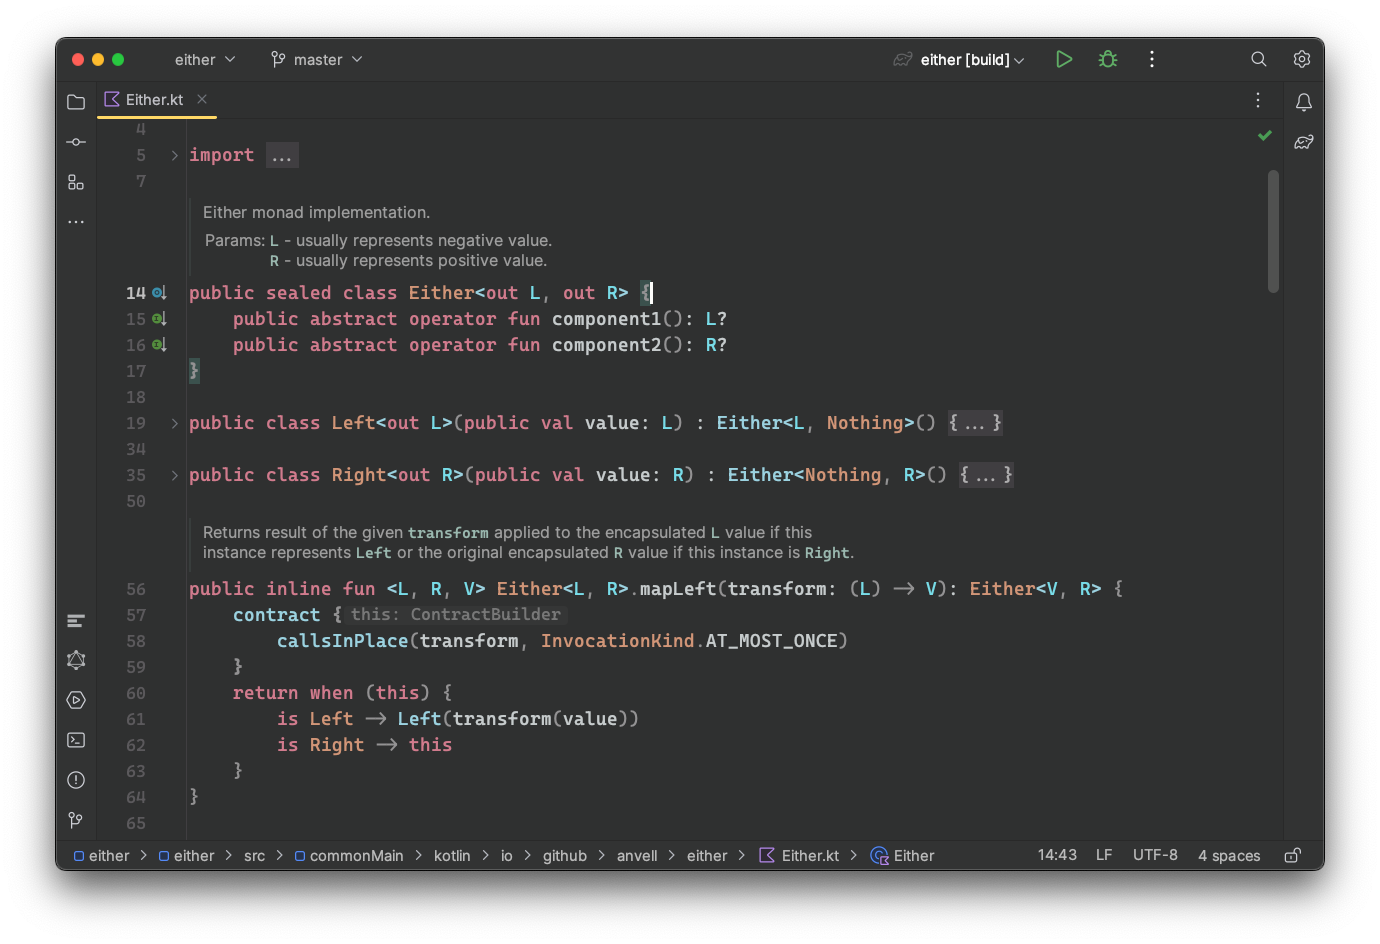 either master either [build]
Either.kt
4
5 import ...
7
Either monad implementation.
Params: L - usually represents negative value.
R - usually represents positive value.
14 public sealed class Either<out L, out R> {
15 public abstract operator fun component1(): L?
16 public abstract operator fun component2(): R?
17 }
18
19 public class Left<out L>(public val value: L) : Either<L, Nothing>() {...}
34
35 public class Right<out R>(public val value: R) : Either<Nothing, R>() {...}
50
Returns result of the given transform applied to the encapsulated L value if this
instance represents Left or the original encapsulated R value if this instance is Right.
56 public inline fun <L, R, V> Either<L, R>.mapLeft(transform: (L) → V): Either<V, R> {
57 contract { this: ContractBuilder
58 callsInPlace(transform, InvocationKind.AT_MOST_ONCE)
59 }
60 return when (this) {
61 is Left → Left(transform(value))
62 is Right → this
63 }
64 }
65
either > either > src > commonMain > kotlin > io > github > anvell > either > Either.kt > Either 14:43 LF UTF-8 4 spaces